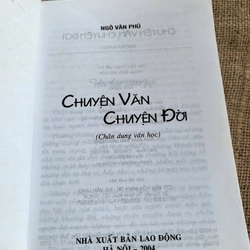 NGÔ VĂN PHÚ
CHUYỆN VĂN
CHUYỆN ĐỜI
(Chân dung văn học)
NHÀ XUẤT BẢN LAO ĐỘNG
HÀ NỘI – 2004